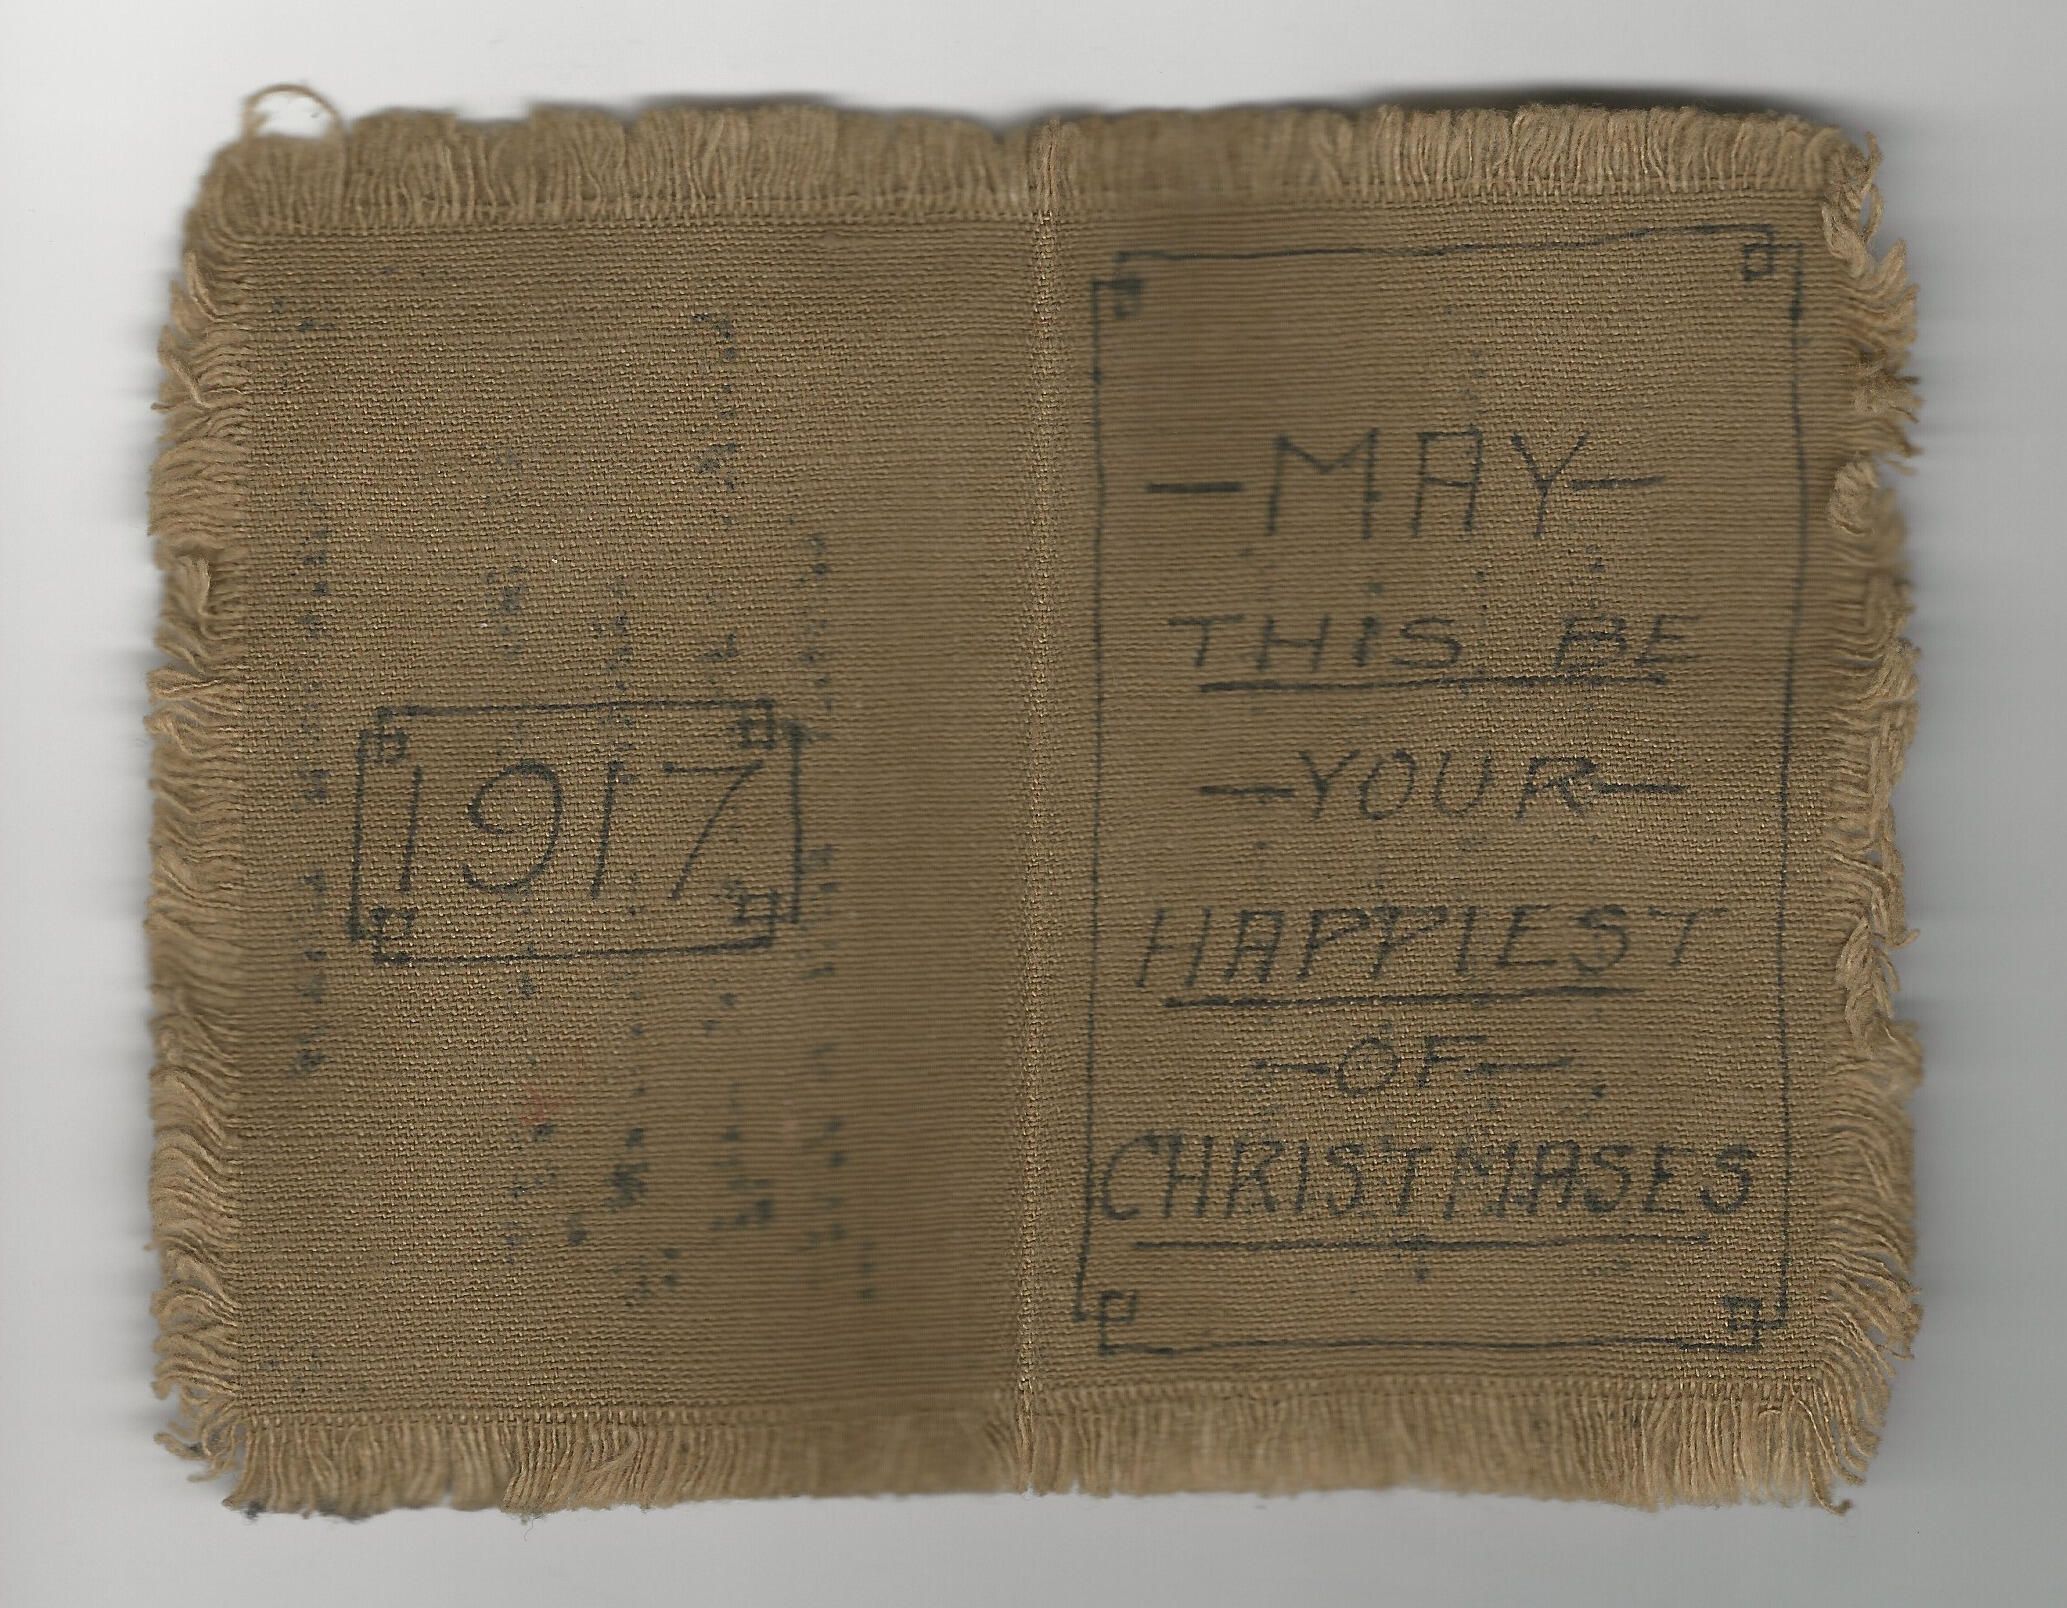 1917
—MAY—
THIS BE
—YOUR—
HAPPIEST
—OF—
CHRISTMASES